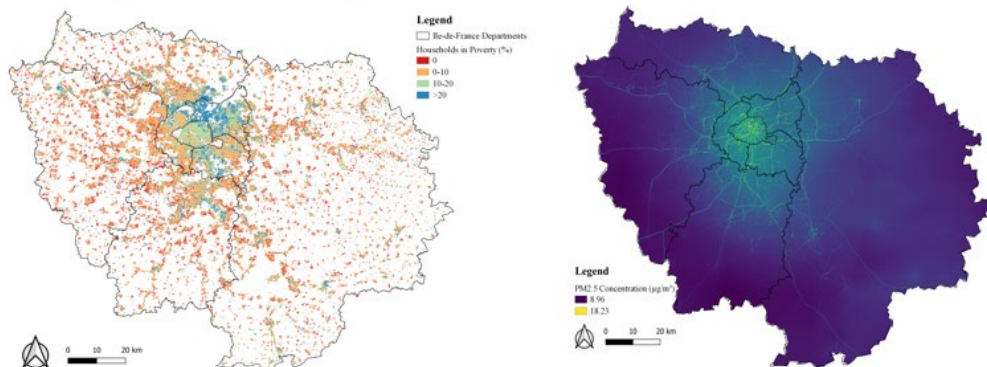 Legend
Ile-de-France Departments
Households in Poverty (%)
0
0-10
10-20
>20
0 10 20 km
Legend
PM2.5 Concentration (µg/m³)
8.96
18.23
0 10 20 km